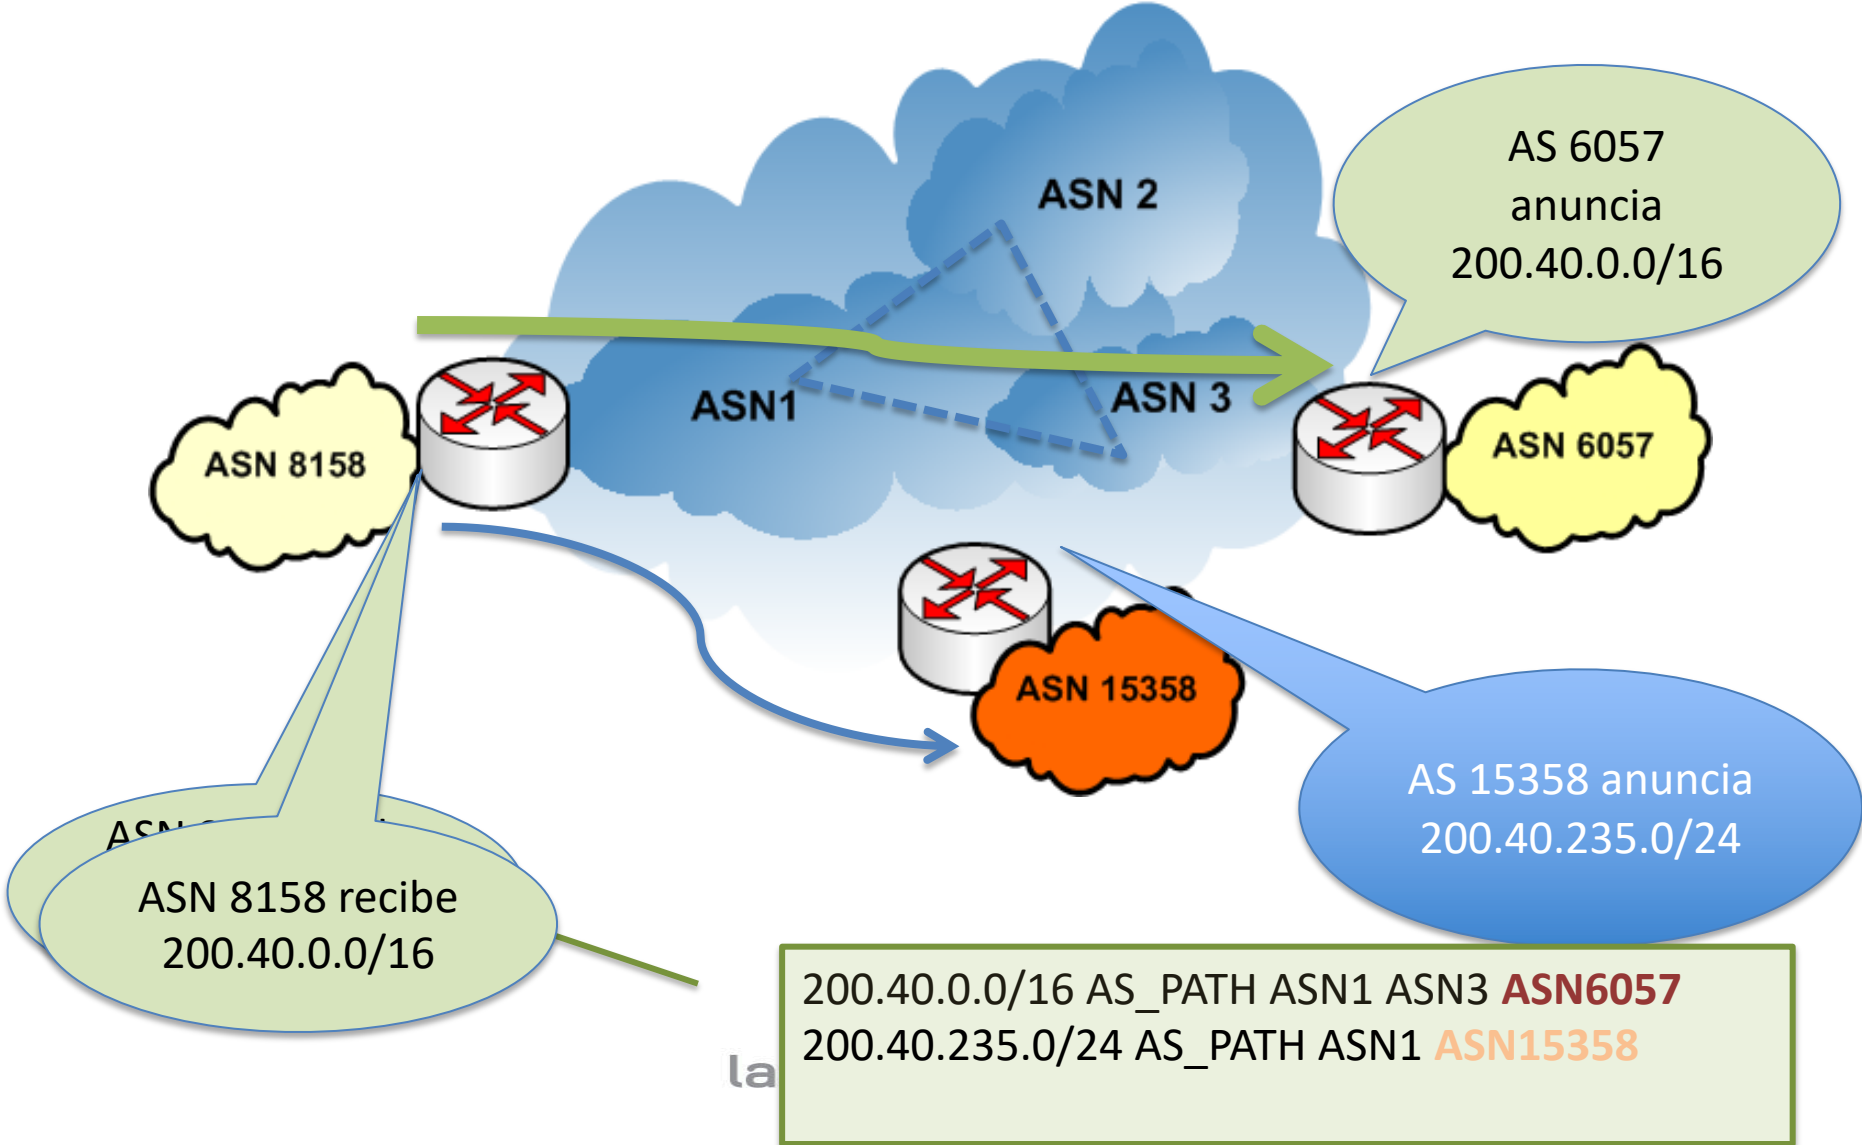 AS 6057
anuncia
200.40.0.0/16
ASN 2
ASN1
ASN 3
ASN 8158
ASN 6057
ASN 15358
AS 15358 anuncia
200.40.235.0/24
ASN 8158 recibe
200.40.0.0/16
200.40.0.0/16 AS_PATH ASN1 ASN3 ASN6057
200.40.235.0/24 AS_PATH ASN1 ASN15358
la